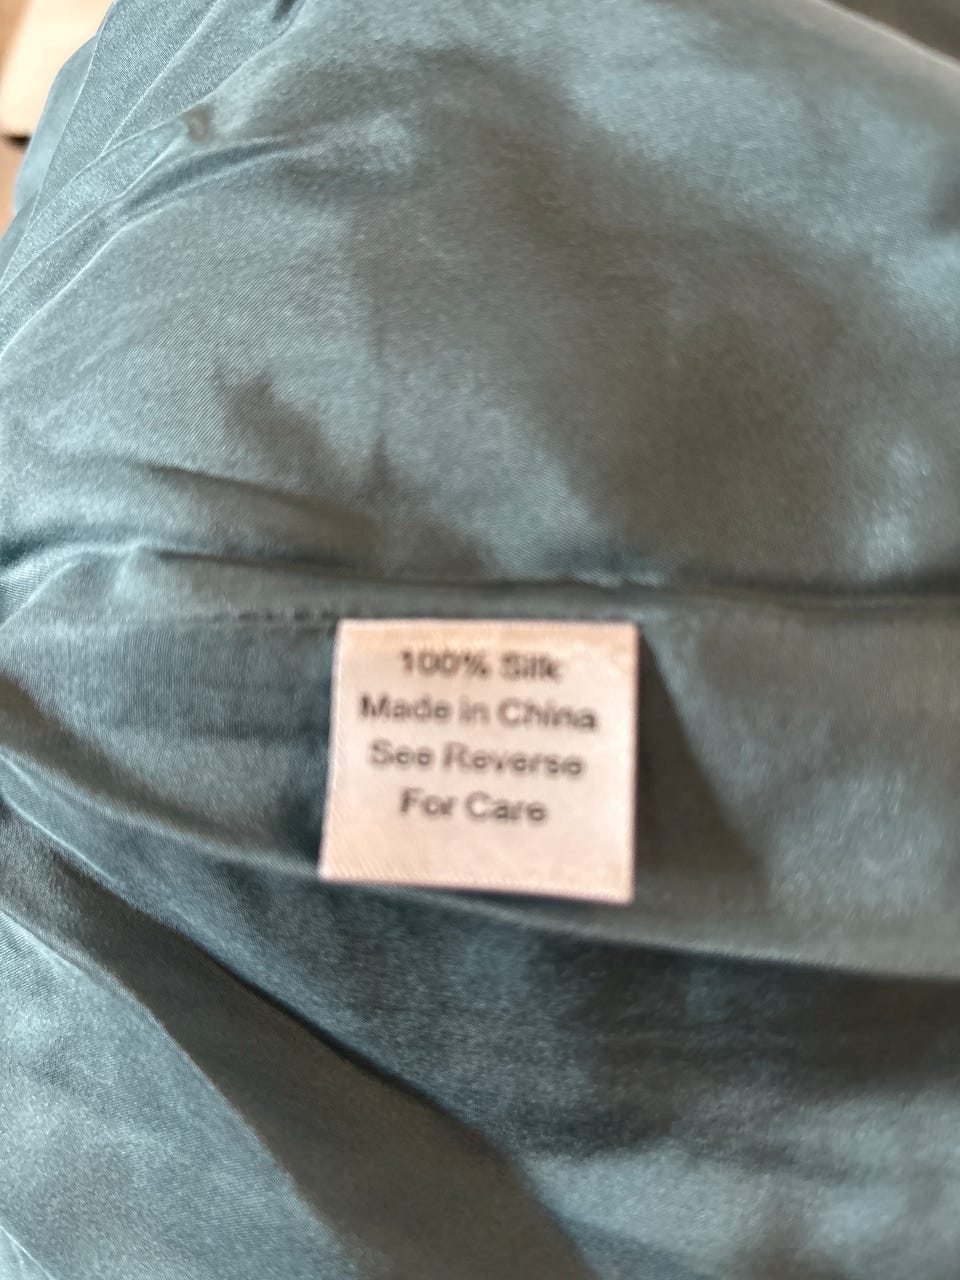 100% Silk
Made in China
See Reverse
For Care